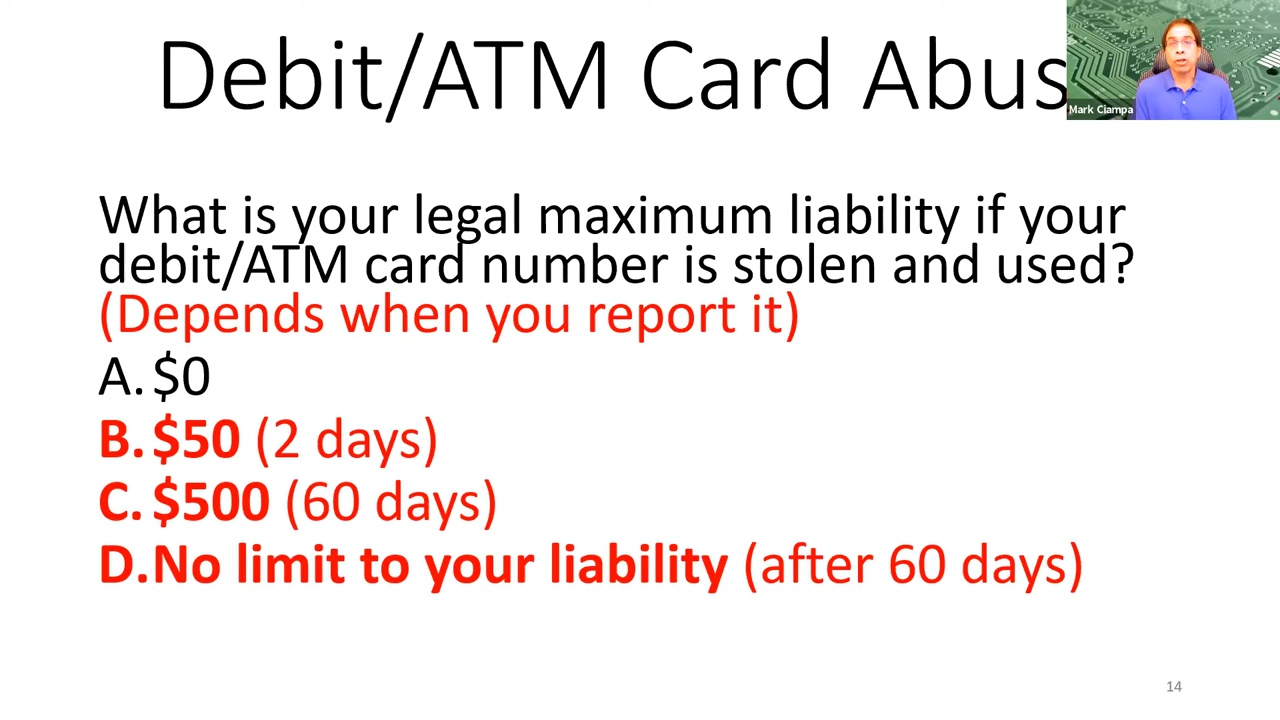 Debit/ATM Card Abus
Mark Ciampa
What is your legal maximum liability if your
debit/ATM card number is stolen and used?
(Depends when you report it)
A. $0
B. $50 (2 days)
C. $500 (60 days)
D. No limit to your liability (after 60 days)
14